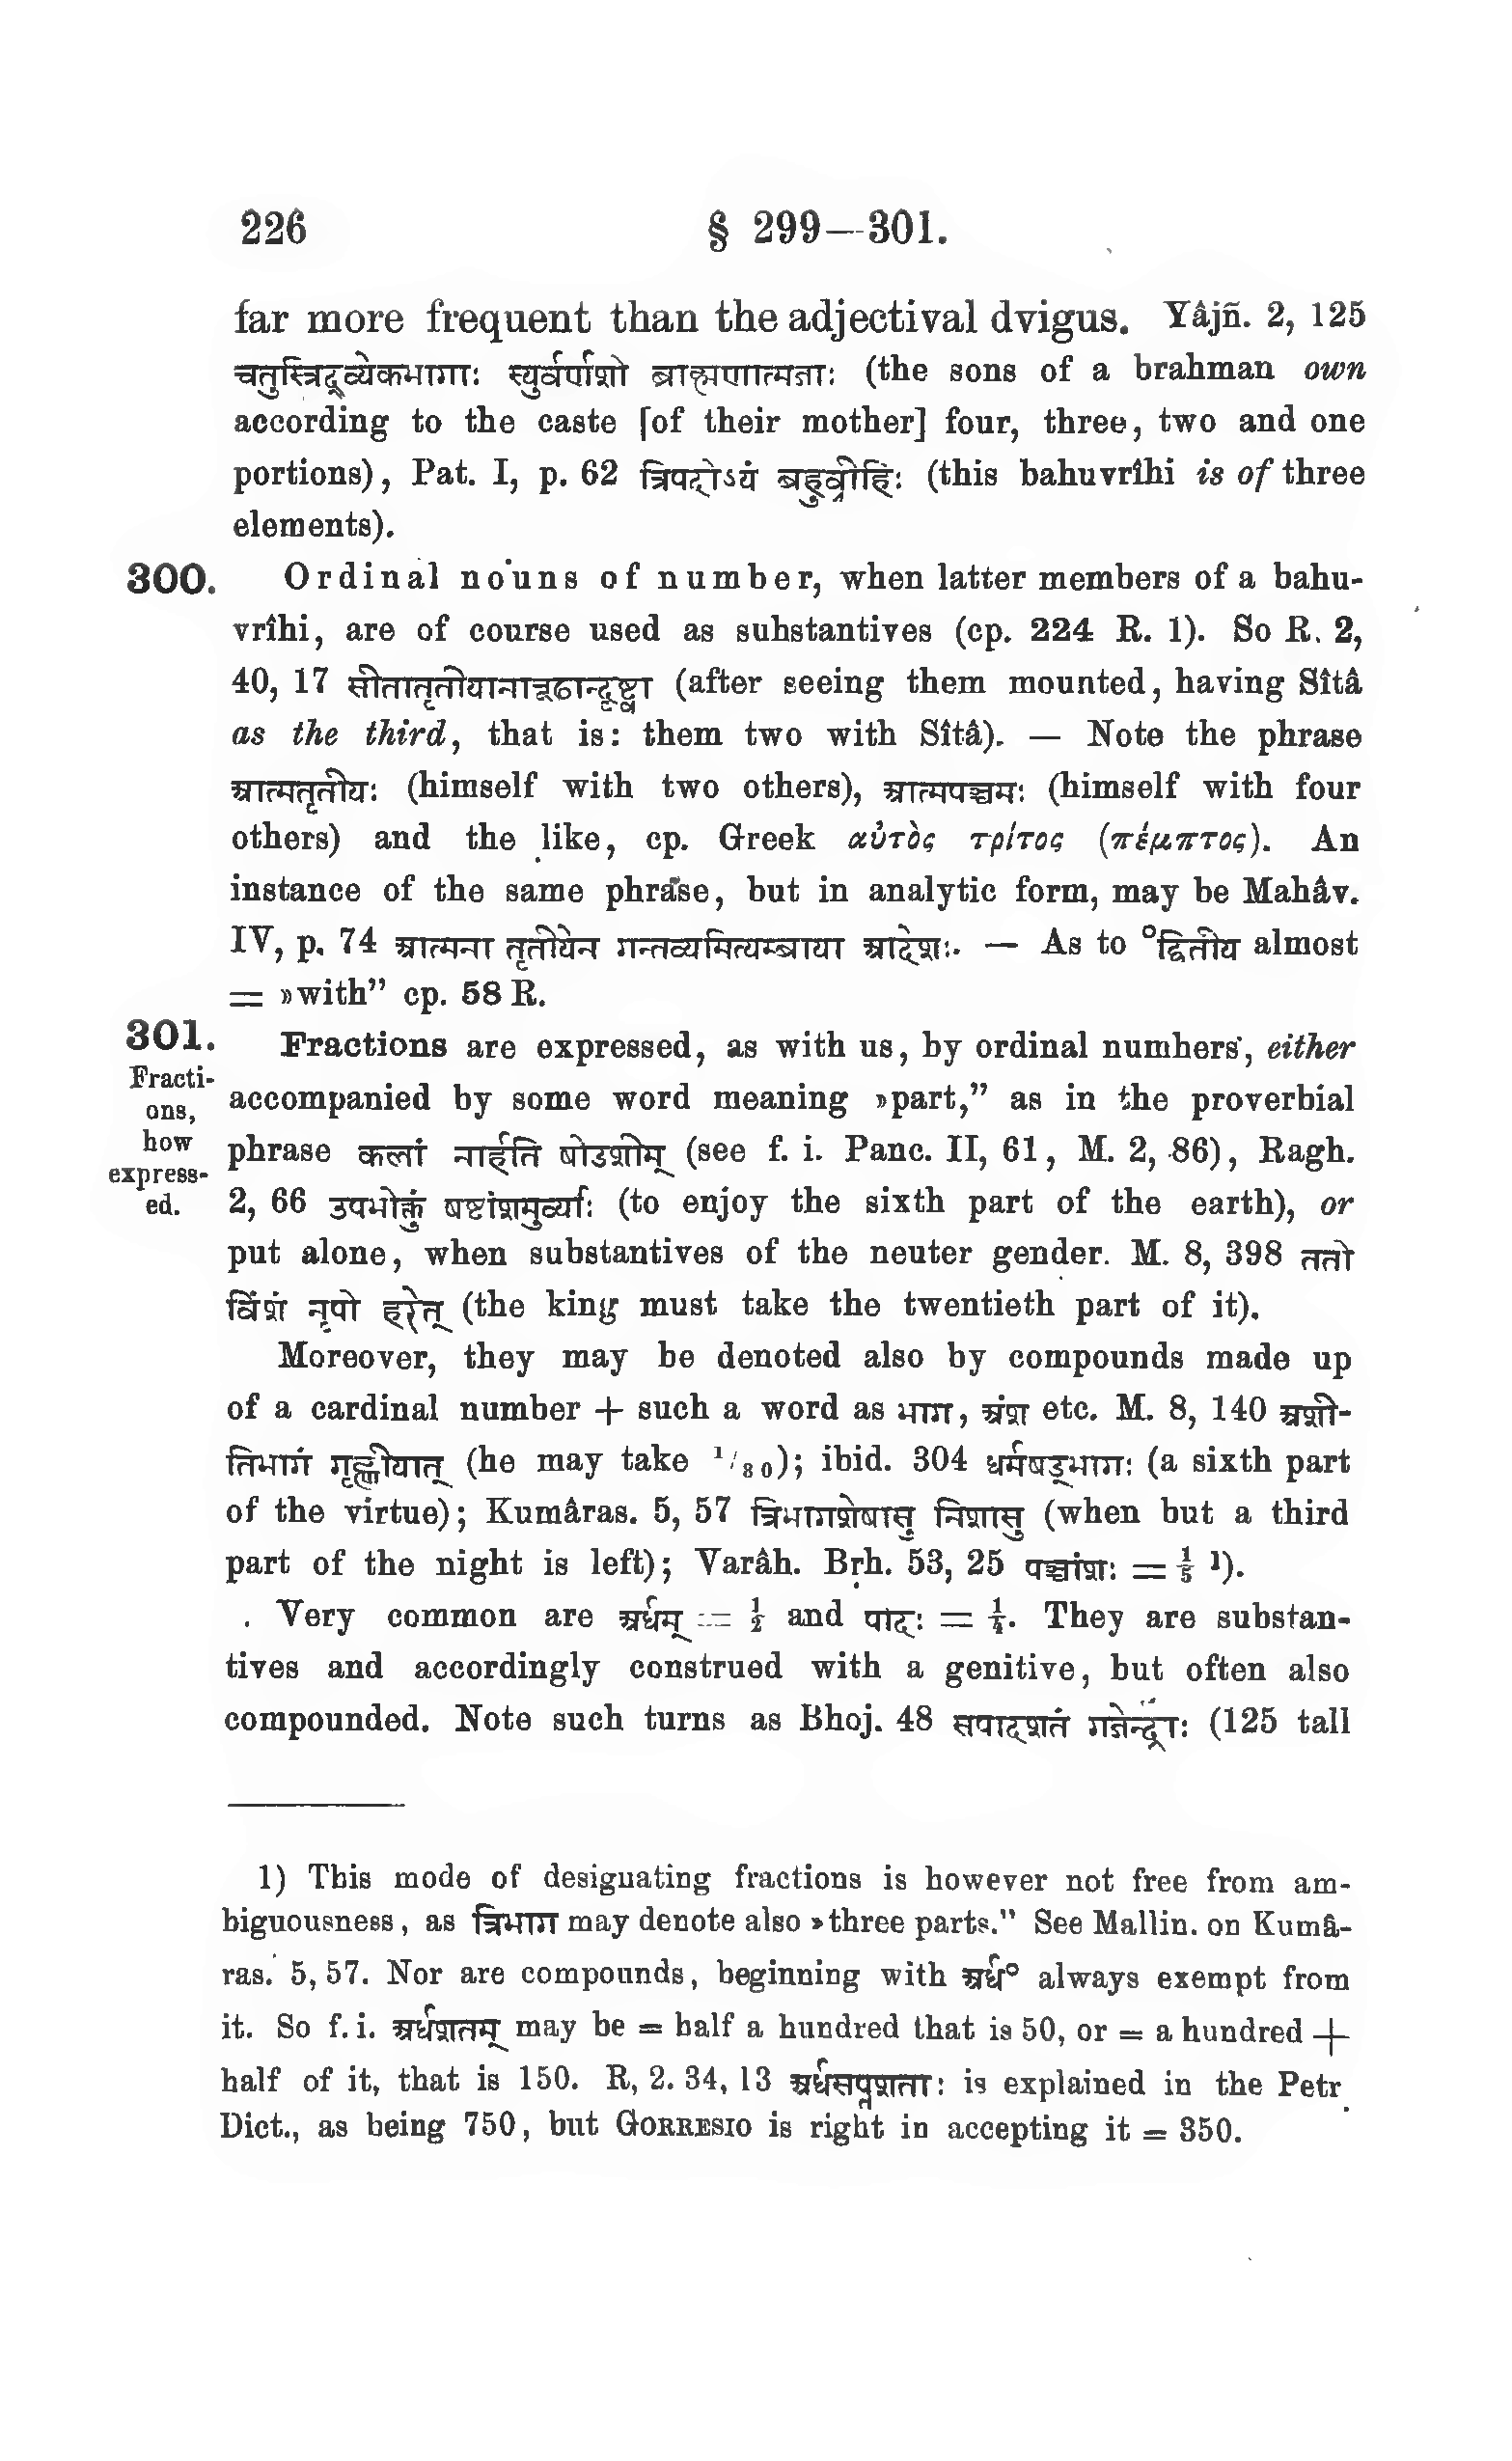 226 § 299—301.
far more frequent than the adjectival dvigus. Yâjñ. 2, 125
चतुस्त्रिद्व्येकभागाः स्युर्वर्णशो ब्राह्मणात्मजाः (the sons of a brahman own
according to the caste [of their mother] four, three, two and one
portions), Pat. I, p. 62 त्रिपदोऽयं बहुव्रीहिः (this bahuvrîhi is of three
elements).
300. Ordinal nouns of number, when latter members of a bahu-
vrîhi, are of course used as substantives (cp. 224 R. 1). So R. 2,
40, 17 सीतातृतीयानारूढान्दृष्ट्वा (after seeing them mounted, having Sîtâ
as the third, that is: them two with Sîtâ). — Note the phrase
आत्मतृतीयः (himself with two others), आत्मपञ्चमः (himself with four
others) and the like, cp. Greek αὐτὸς τρίτος (πέμπτος). An
instance of the same phrase, but in analytic form, may be Mahâv.
IV, p. 74 आत्मना तृतीयेन गन्तव्यमित्यम्बाया आदेशः. — As to °द्वितीय almost
= »with” cp. 58 R.
301. Fractions are expressed, as with us, by ordinal numbers, either
Fracti-
ons,
how
express-
ed.
accompanied by some word meaning »part,” as in the proverbial
phrase कलां नार्हति षोडशीम् (see f. i. Panc. II, 61, M. 2, 86), Ragh.
2, 66 उपभोक्तुं षष्टांशमुर्व्याः (to enjoy the sixth part of the earth), or
put alone, when substantives of the neuter gender. M. 8, 398 ततो
विंशं नृपो हरेत् (the king must take the twentieth part of it).
Moreover, they may be denoted also by compounds made up
of a cardinal number + such a word as भाग, अंश etc. M. 8, 140 अशी-
तिभागं गृह्णीयात् (he may take 1/80); ibid. 304 धर्मषड्भागः (a sixth part
of the virtue); Kumâras. 5, 57 त्रिभागशेषासु निशासु (when but a third
part of the night is left); Varâh. Bṛh. 53, 25 पञ्चांशः = 1/5 1).
Very common are अर्धम् = 1/2 and पादः = 1/4. They are substan-
tives and accordingly construed with a genitive, but often also
compounded. Note such turns as Bhoj. 48 सपादशतं गजेन्द्राः (125 tall
1) This mode of designating fractions is however not free from am-
biguousness, as त्रिभाग may denote also »three parts.” See Mallin. on Kumâ-
ras. 5, 57. Nor are compounds, beginning with अर्ध° always exempt from
it. So f. i. अर्धशतम् may be = half a hundred that is 50, or = a hundred +
half of it, that is 150. R, 2. 34, 13 अर्धसप्तशताः is explained in the Petr.
Dict., as being 750, but GORRESIO is right in accepting it = 350.